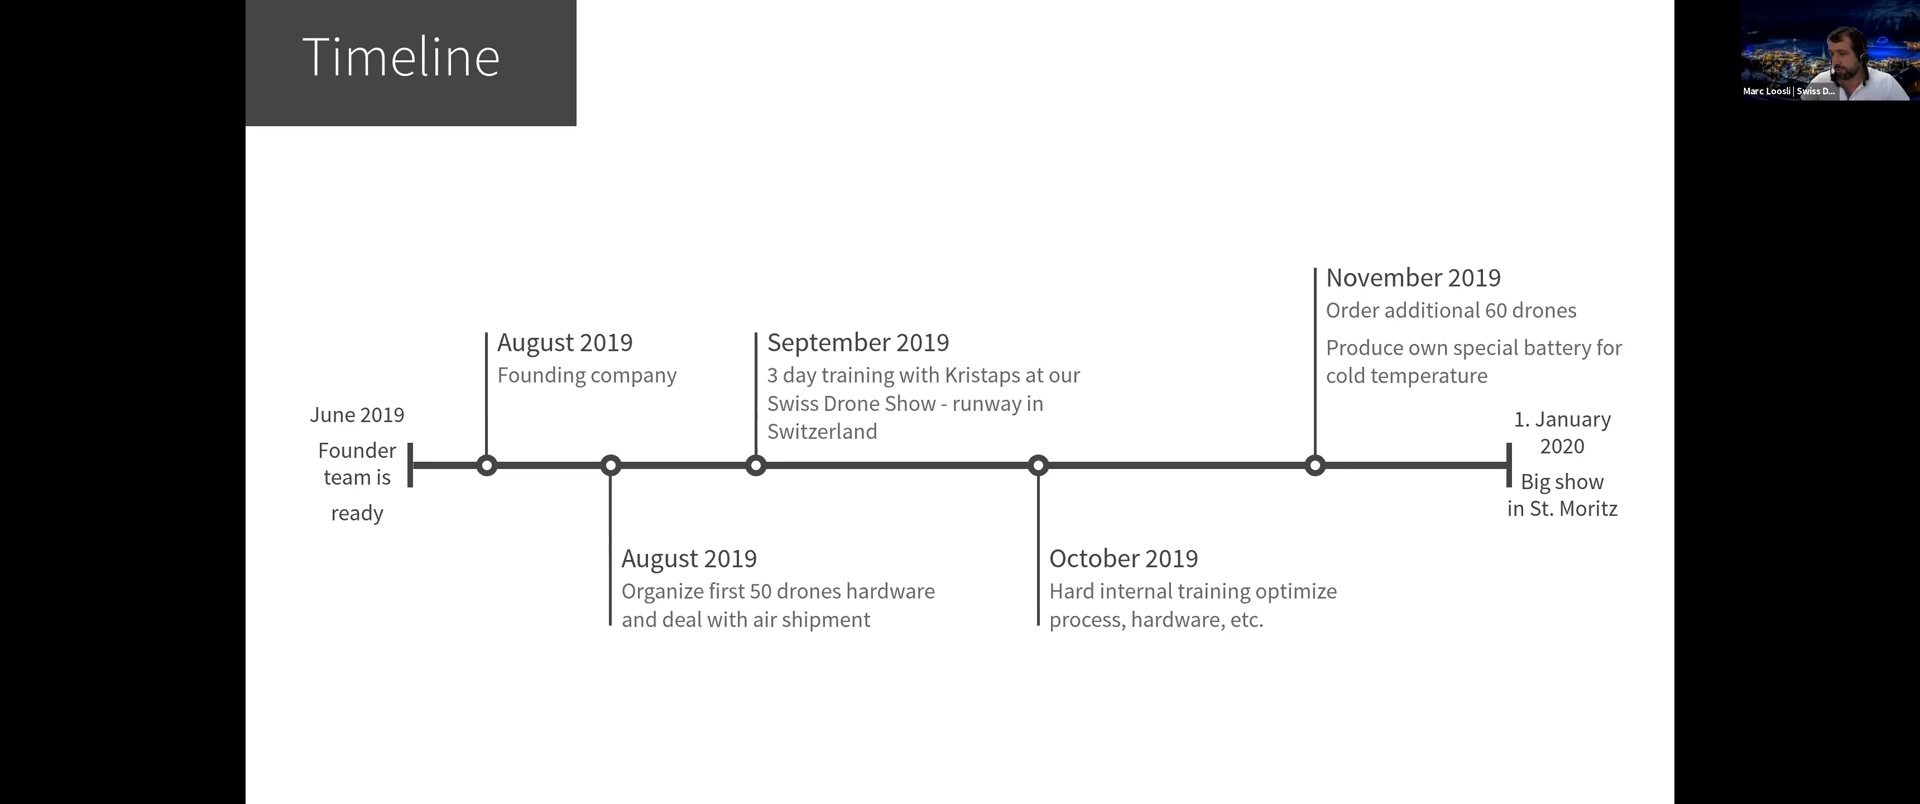 Timeline
Marc Loosli | Swiss D...
June 2019
Founder
team is
ready
August 2019
Founding company
August 2019
Organize first 50 drones hardware
and deal with air shipment
September 2019
3 day training with Kristaps at our
Swiss Drone Show - runway in
Switzerland
October 2019
Hard internal training optimize
process, hardware, etc.
November 2019
Order additional 60 drones
Produce own special battery for
cold temperature
1. January
2020
Big show
in St. Moritz